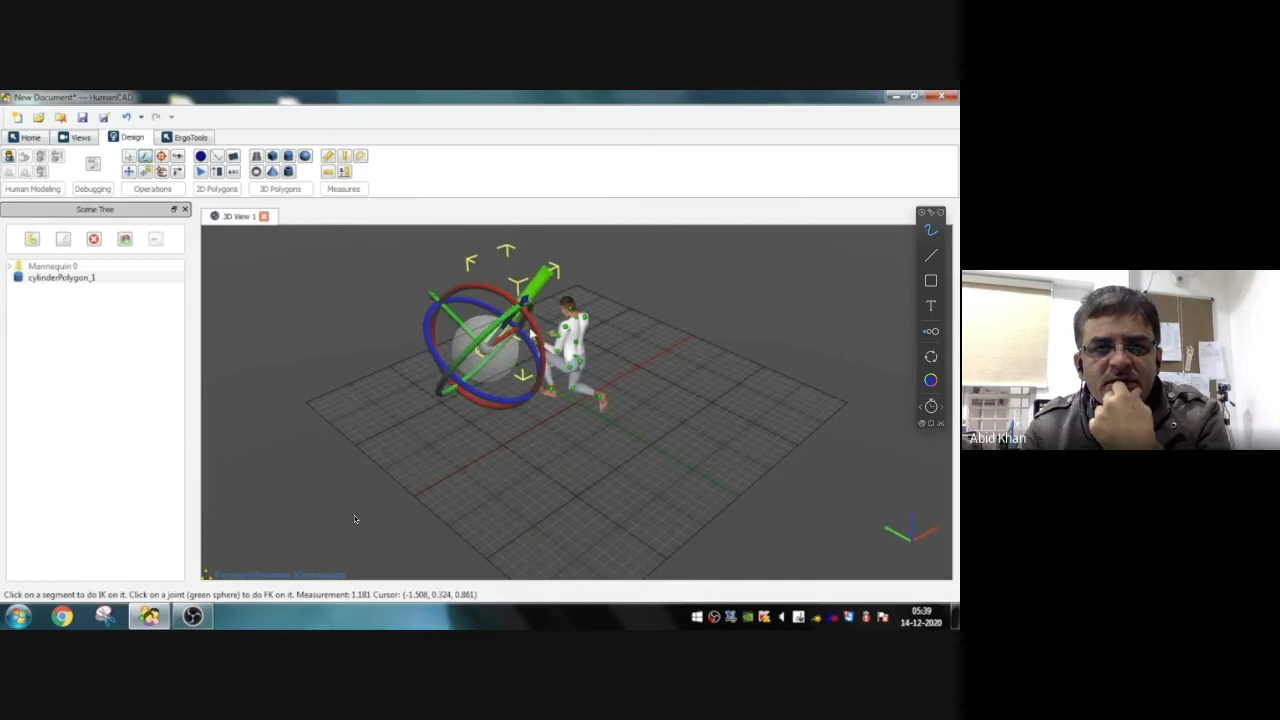 New Document* — HumanCAD
Home Views Design ErgoTools
ABC
Human Modeling Debugging Operations 2D Polygons 3D Polygons Measures
Scene Tree
3D View 1
Mannequin 0
cylinderPolygon_1
T
Abid Khan
Kinematics
Click on a segment to do IK on it. Click on a joint (green sphere) to do FK on it. Measurement: 1.181 Cursor: (-1.508, 0.324, 0.861)
05:39
14-12-2020